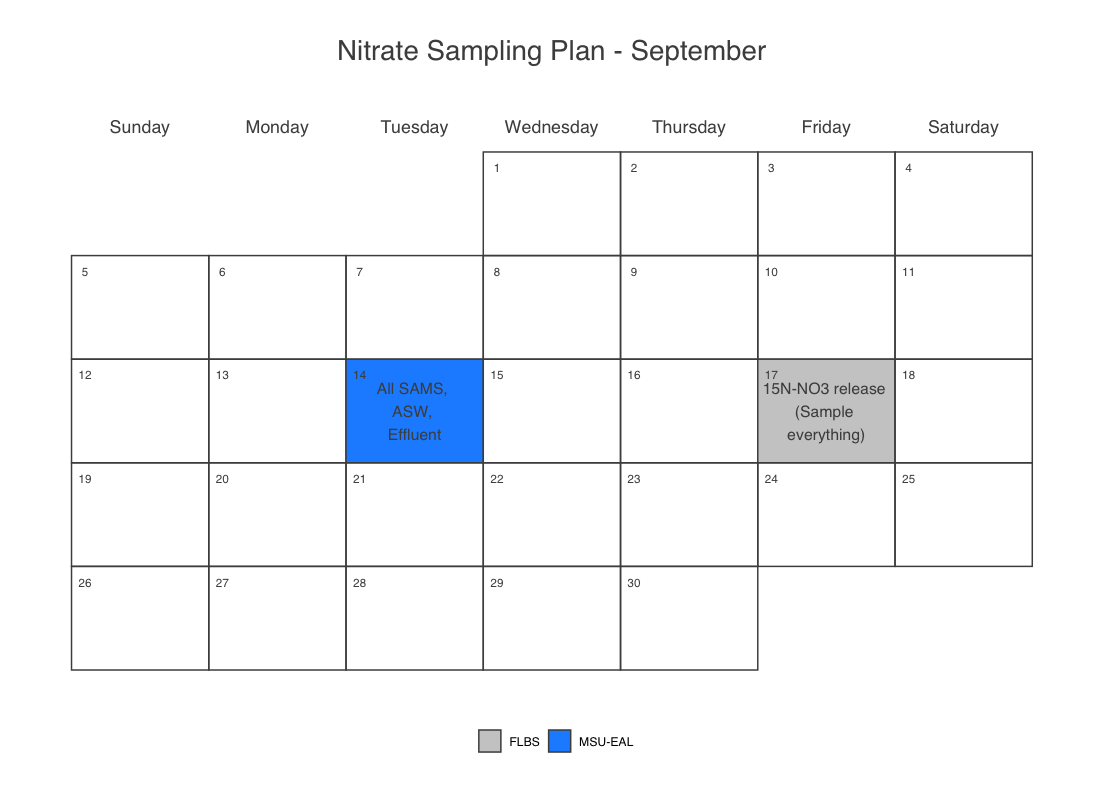 Nitrate Sampling Plan - September
Sunday Monday Tuesday Wednesday Thursday Friday Saturday
1 2 3 4
5 6 7 8 9 10 11
12 13 14 15 16 17 18
All SAMS,
ASW,
Effluent
15N-NO3 release
(Sample
everything)
19 20 21 22 23 24 25
26 27 28 29 30
FLBS MSU-EAL